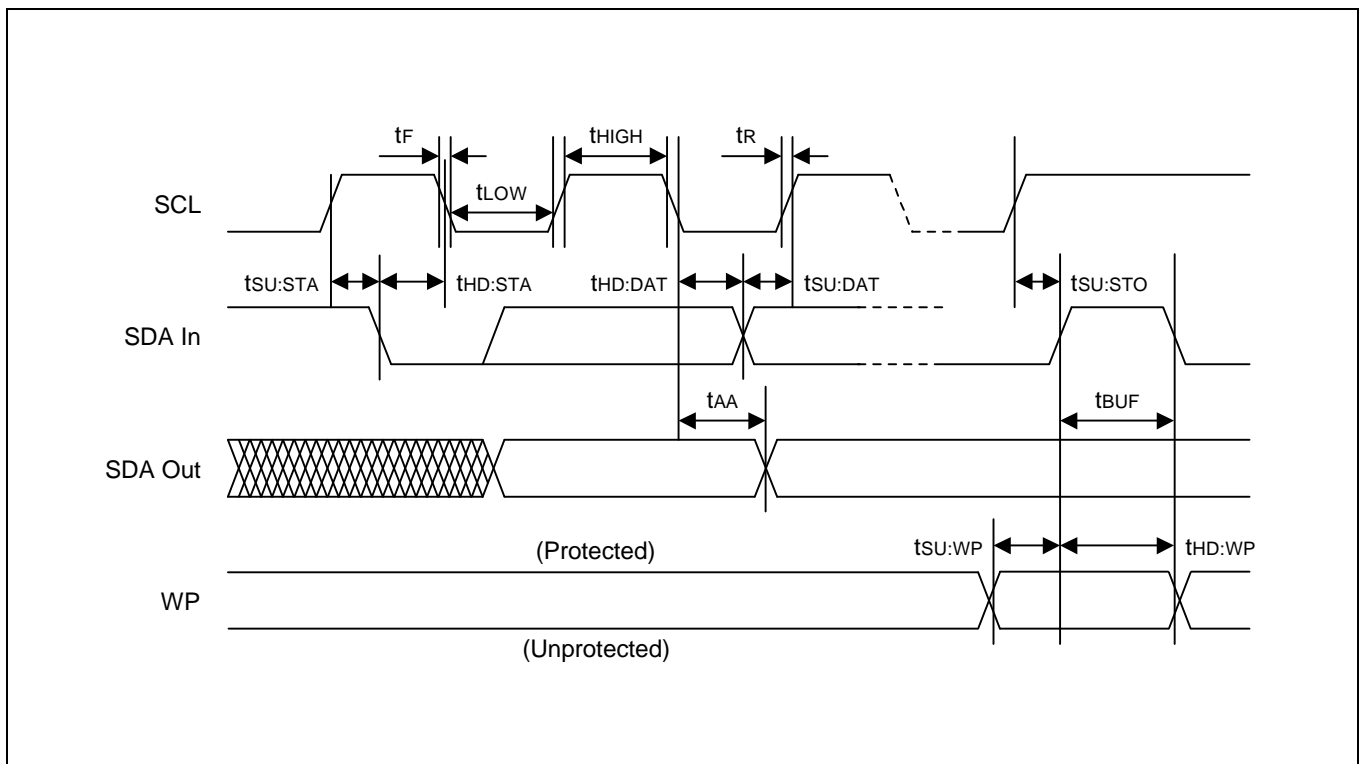 tF tHIGH tR
SCL tLOW
tSU:STA tHD:STA tHD:DAT tSU:DAT tSU:STO
SDA In
tAA tBUF
SDA Out
(Protected) tSU:WP tHD:WP
WP
(Unprotected)